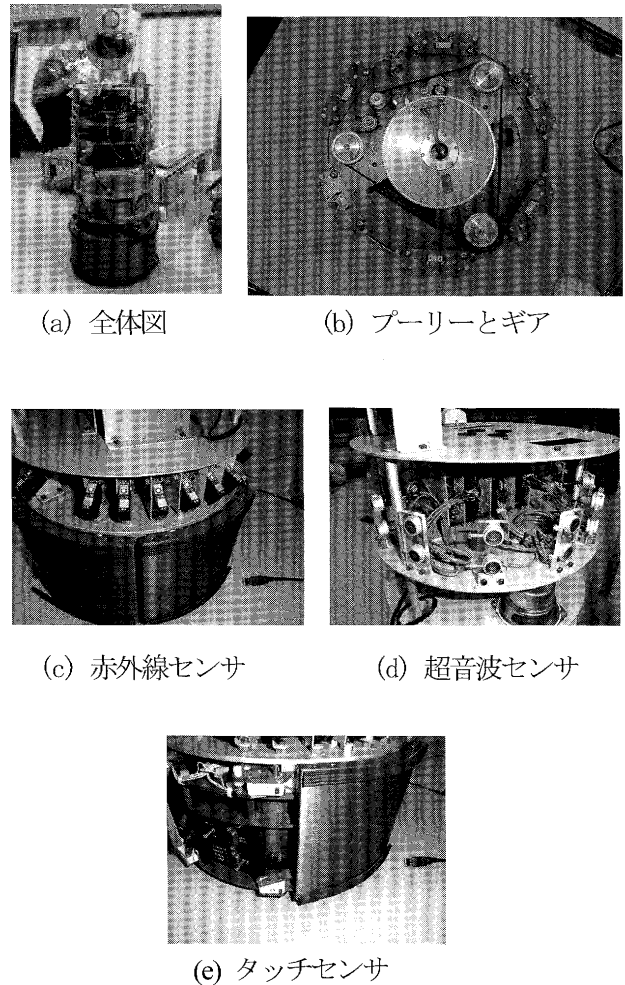 (a) 全体図
(b) プーリーとギア
(c) 赤外線センサ
(d) 超音波センサ
(e) タッチセンサ